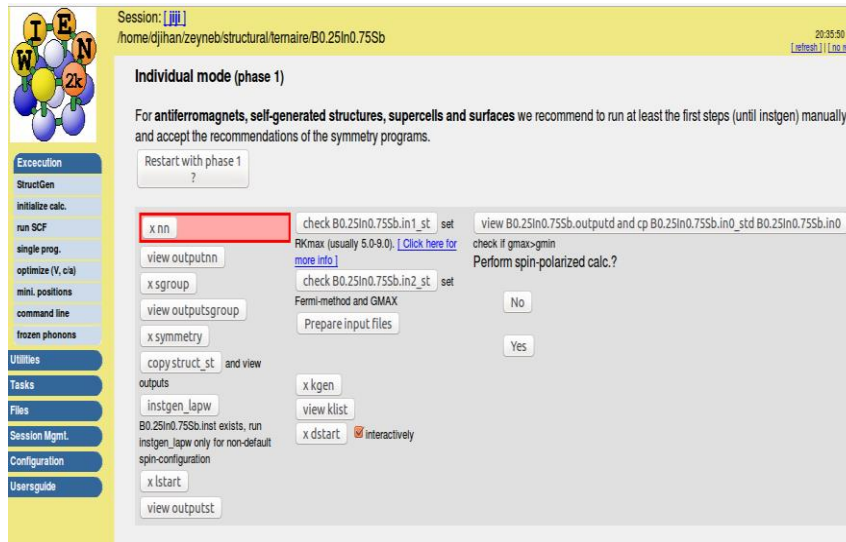 WIEN
2k
Session: [ jiji ]
/home/djihan/zeyneb/structural/ternaire/B0.25In0.75Sb
20:35:50
[ refresh ] | [ no r
Excecution
StructGen
initialize calc.
run SCF
single prog.
optimize (V, c/a)
mini. positions
command line
frozen phonons
Utilities
Tasks
Files
Session Mgmt.
Configuration
Usersguide
Individual mode (phase 1)
For antiferromagnets, self-generated structures, supercells and surfaces we recommend to run at least the first steps (until instgen) manually
and accept the recommendations of the symmetry programs.
Restart with phase 1
?
x nn
view outputnn
x sgroup
view outputsgroup
x symmetry
copy struct_st and view
outputs
instgen_lapw
B0.25In0.75Sb.inst exists, run
instgen_lapw only for non-default
spin-configuration
x lstart
view outputst
check B0.25In0.75Sb.in1_st set
RKmax (usually 5.0-9.0). [ Click here for
more info ]
check B0.25In0.75Sb.in2_st set
Fermi-method and GMAX
Prepare input files
x kgen
view klist
x dstart interactively
view B0.25In0.75Sb.outputd and cp B0.25In0.75Sb.in0_std B0.25In0.75Sb.in0
check if gmax>gmin
Perform spin-polarized calc.?
No
Yes